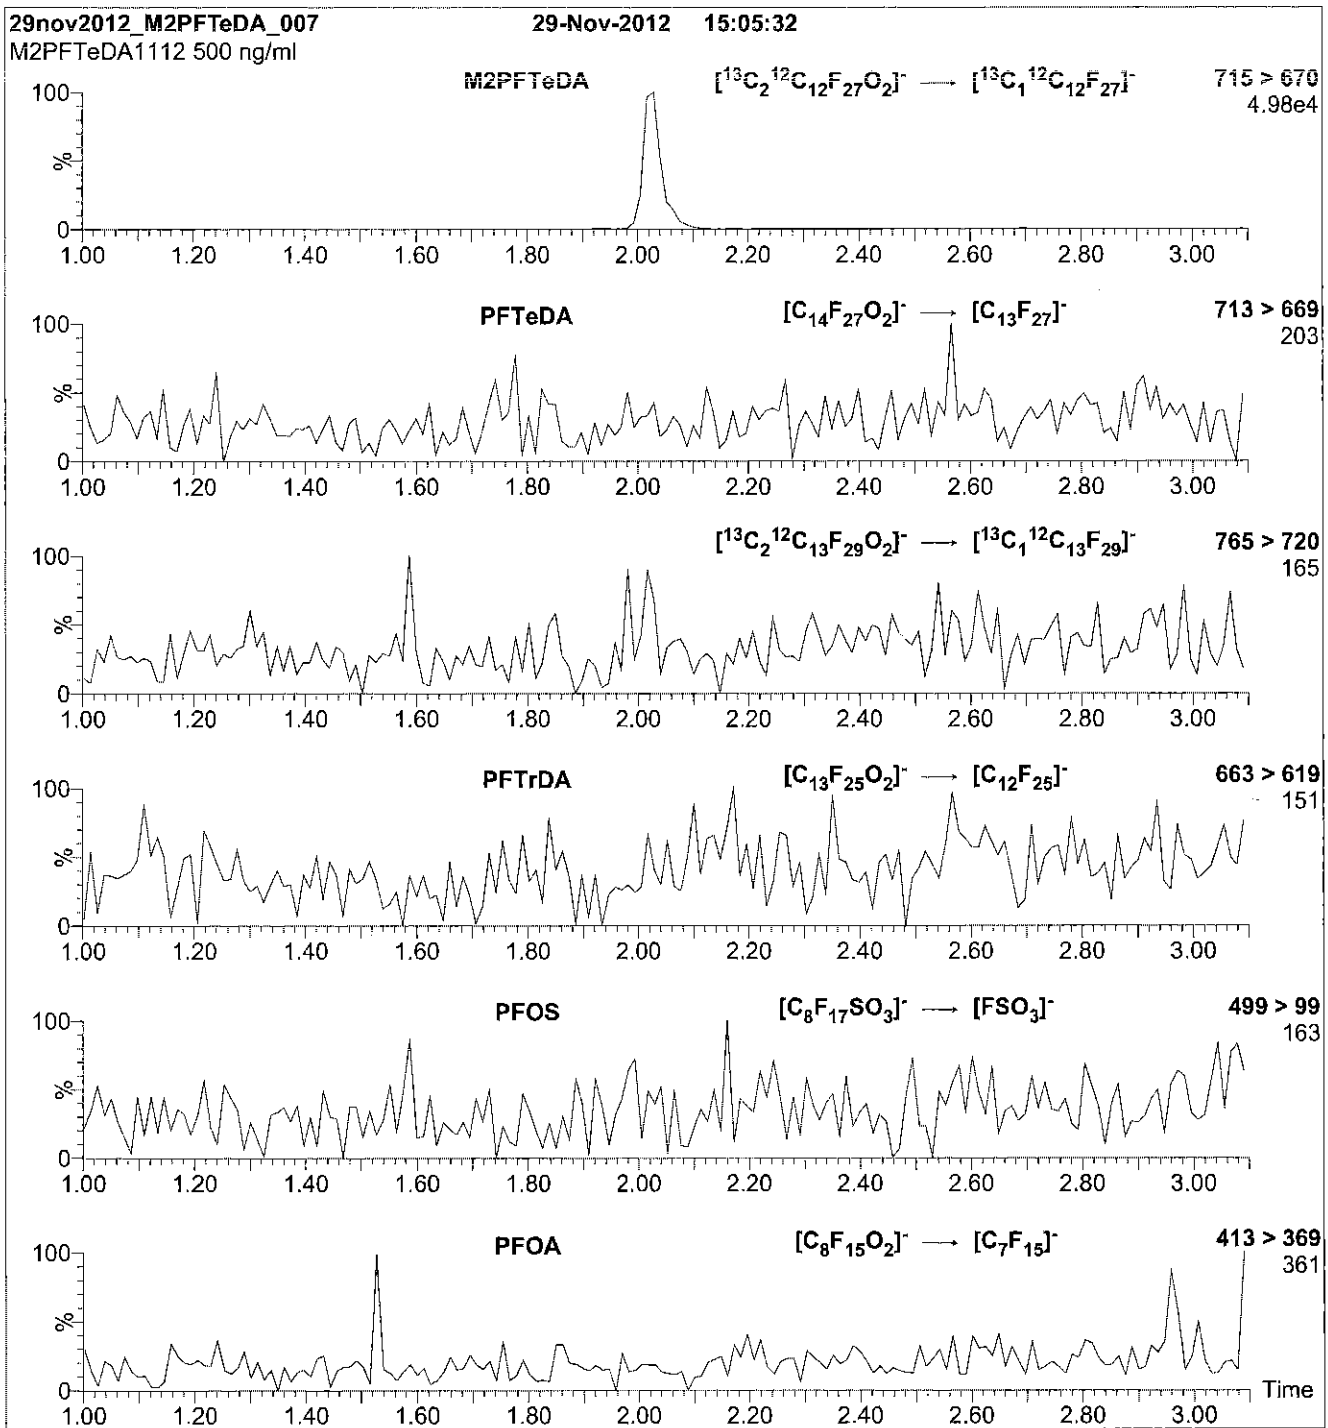 29nov2012_M2PFTeDA_007 29-Nov-2012 15:05:32
M2PFTeDA1112 500 ng/ml
M2PFTeDA [¹³C₂¹²C₁₂F₂₇O₂]⁻ → [¹³C₁¹²C₁₂F₂₇]⁻ 715 > 670
4.98e4
100
%
0
1.00 1.20 1.40 1.60 1.80 2.00 2.20 2.40 2.60 2.80 3.00
PFTeDA [C₁₄F₂₇O₂]⁻ → [C₁₃F₂₇]⁻ 713 > 669
203
100
%
0
1.00 1.20 1.40 1.60 1.80 2.00 2.20 2.40 2.60 2.80 3.00
[¹³C₂¹²C₁₃F₂₉O₂]⁻ → [¹³C₁¹²C₁₃F₂₉]⁻ 765 > 720
165
100
%
0
1.00 1.20 1.40 1.60 1.80 2.00 2.20 2.40 2.60 2.80 3.00
PFTrDA [C₁₃F₂₅O₂]⁻ → [C₁₂F₂₅]⁻ 663 > 619
151
100
%
0
1.00 1.20 1.40 1.60 1.80 2.00 2.20 2.40 2.60 2.80 3.00
PFOS [C₈F₁₇SO₃]⁻ → [FSO₃]⁻ 499 > 99
163
100
%
0
1.00 1.20 1.40 1.60 1.80 2.00 2.20 2.40 2.60 2.80 3.00
PFOA [C₈F₁₅O₂]⁻ → [C₇F₁₅]⁻ 413 > 369
361
100
%
0
Time
1.00 1.20 1.40 1.60 1.80 2.00 2.20 2.40 2.60 2.80 3.00